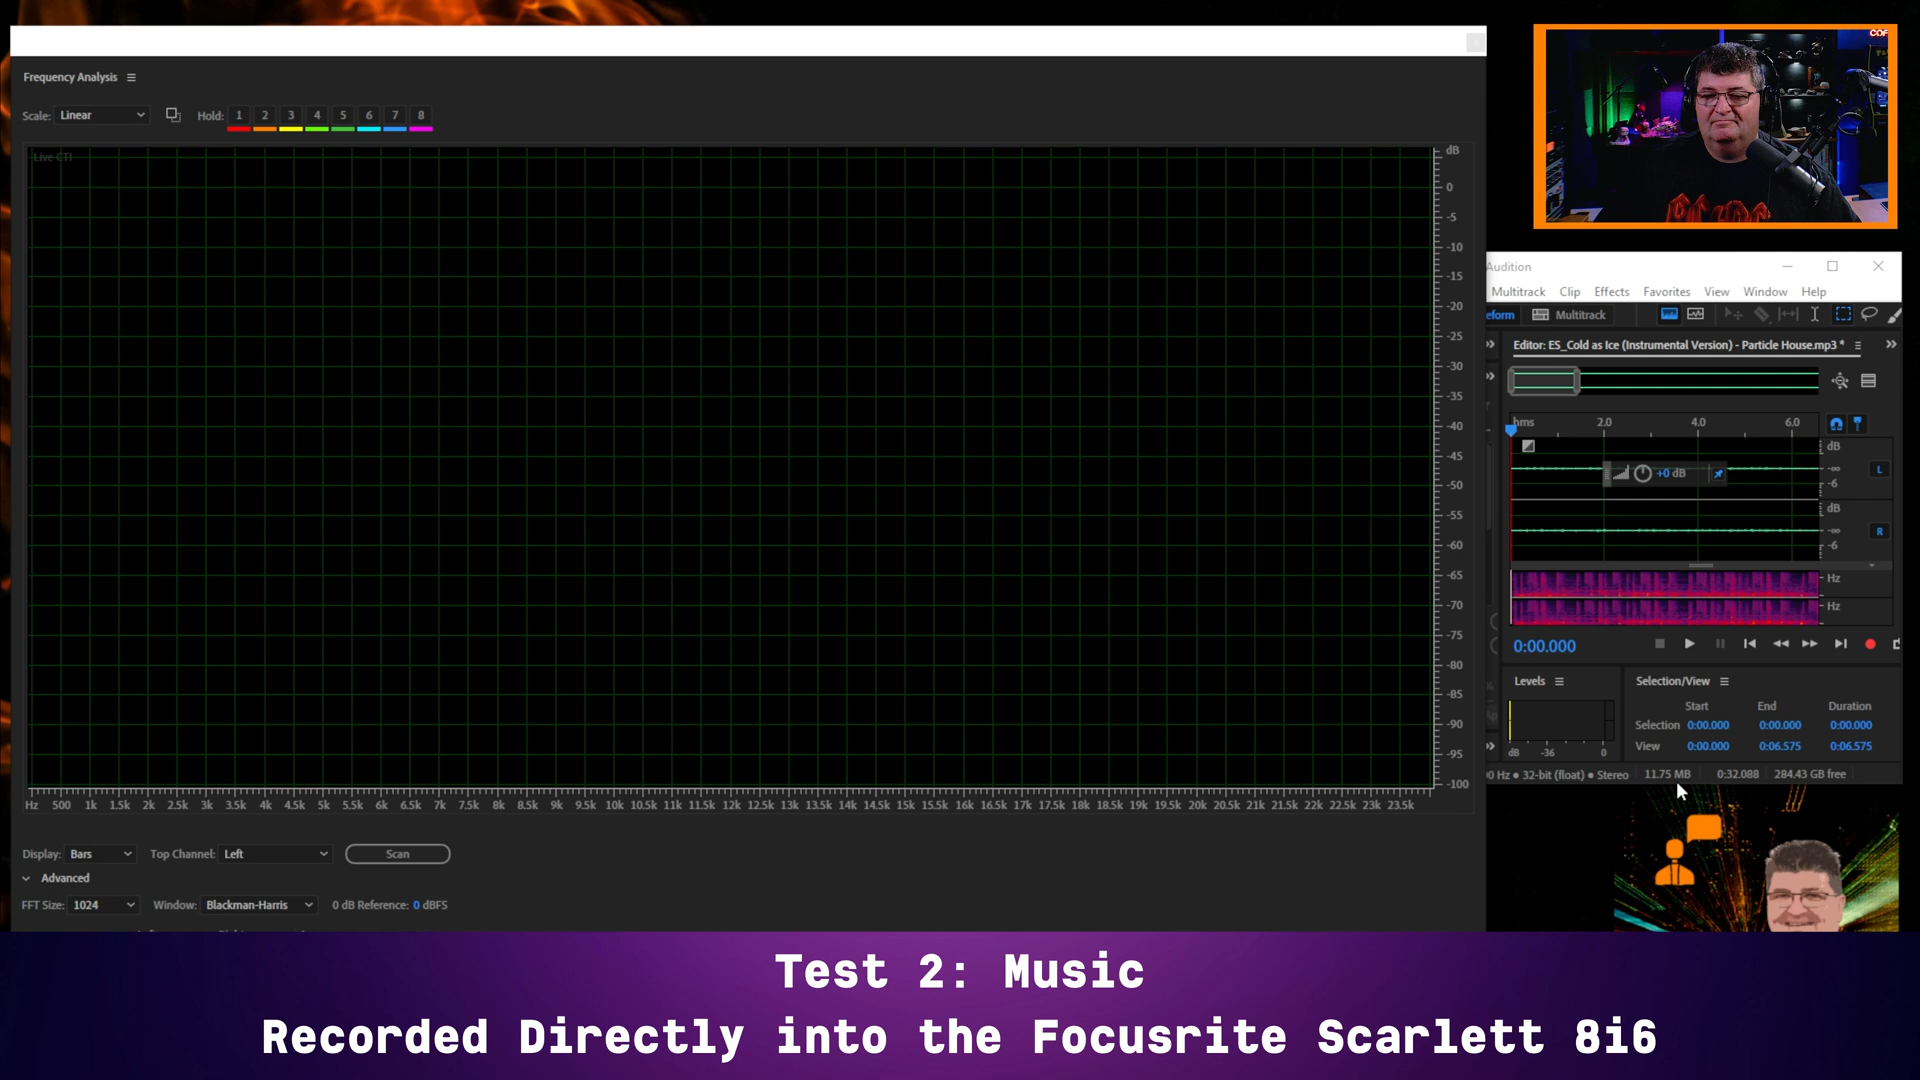 Frequency Analysis
Scale: Linear Hold: 1 2 3 4 5 6 7 8
Live CTI
dB
0
-5
-10
-15
-20
-25
-30
-35
-40
-45
-50
-55
-60
-65
-70
-75
-80
-85
-90
-95
-100
Hz 500 1k 1.5k 2k 2.5k 3k 3.5k 4k 4.5k 5k 5.5k 6k 6.5k 7k 7.5k 8k 8.5k 9k 9.5k 10k 10.5k 11k 11.5k 12k 12.5k 13k 13.5k 14k 14.5k 15k 15.5k 16k 16.5k 17k 17.5k 18k 18.5k 19k 19.5k 20k 20.5k 21k 21.5k 22k 22.5k 23k 23.5k
Display: Bars Top Channel: Left Scan
Advanced
FFT Size: 1024 Window: Blackman-Harris 0 dB Reference: 0 dBFS
COF
Audition
Multitrack Clip Effects Favorites View Window Help
eform Multitrack
Editor: ES_Cold as Ice (Instrumental Version) - Particle House.mp3 *
hms 2.0 4.0 6.0
dB
+0 dB
-∞
L
-6
dB
-∞
R
-6
Hz
Hz
0:00.000
Levels Selection/View
Start End Duration
Selection 0:00.000 0:00.000 0:00.000
View 0:00.000 0:06.575 0:06.575
dB -36 0
00 Hz • 32-bit (float) • Stereo 11.75 MB 0:32.088 284.43 GB free
Test 2: Music
Recorded Directly into the Focusrite Scarlett 8i6